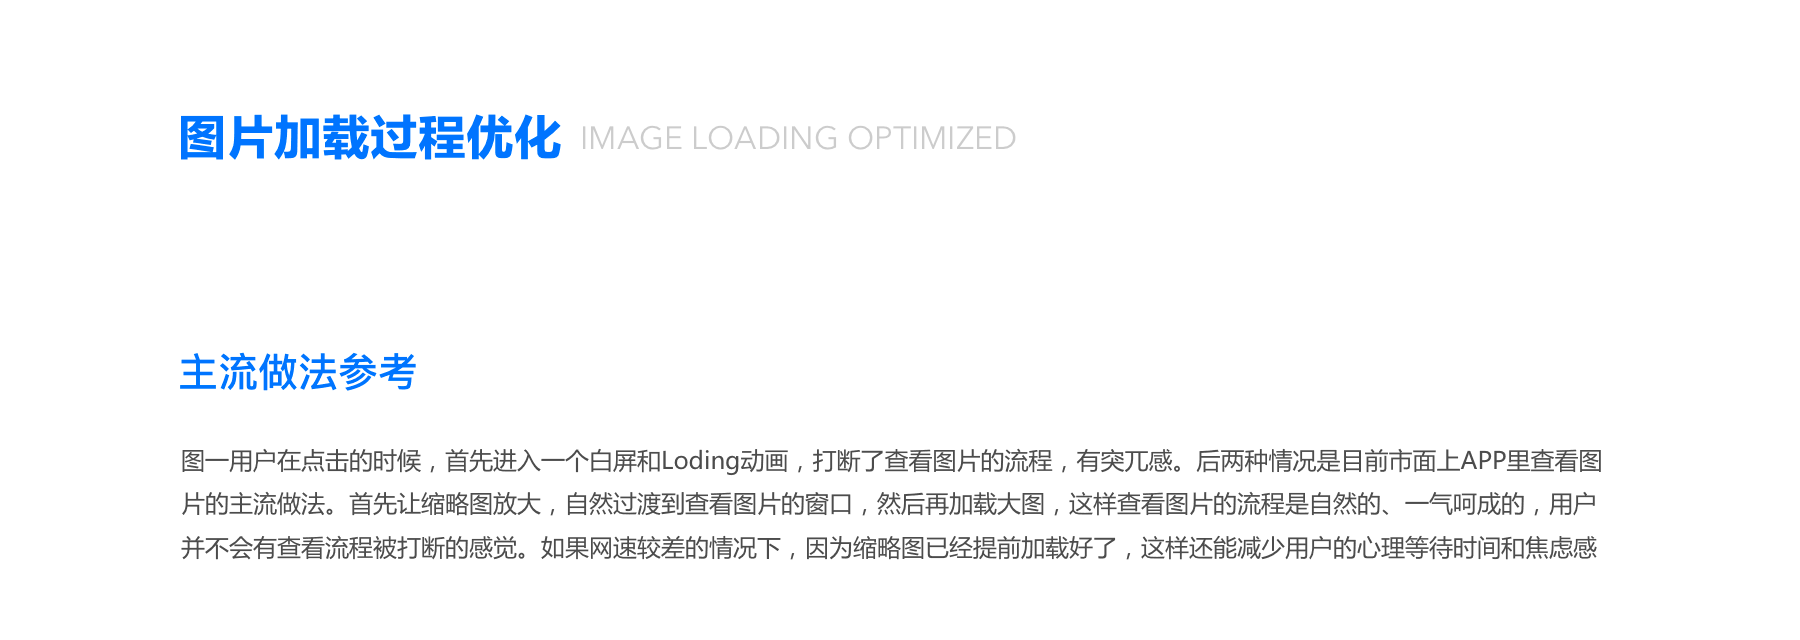 图片加载过程优化 IMAGE LOADING OPTIMIZED
主流做法参考
图一用户在点击的时候，首先进入一个白屏和Loding动画，打断了查看图片的流程，有突兀感。后两种情况是目前市面上APP里查看图
片的主流做法。首先让缩略图放大，自然过渡到查看图片的窗口，然后再加载大图，这样查看图片的流程是自然的、一气呵成的，用户
并不会有查看流程被打断的感觉。如果网速较差的情况下，因为缩略图已经提前加载好了，这样还能减少用户的心理等待时间和焦虑感